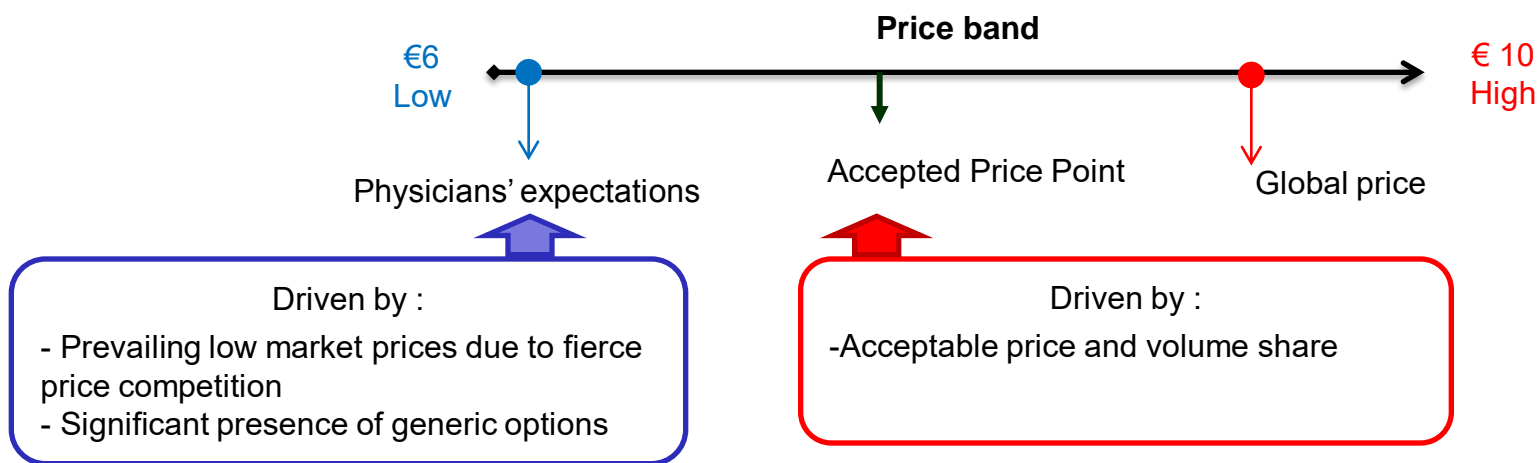 Price band
€6
Low
€ 10
High
Physicians’ expectations
Accepted Price Point
Global price
Driven by :
- Prevailing low market prices due to fierce
price competition
- Significant presence of generic options
Driven by :
-Acceptable price and volume share